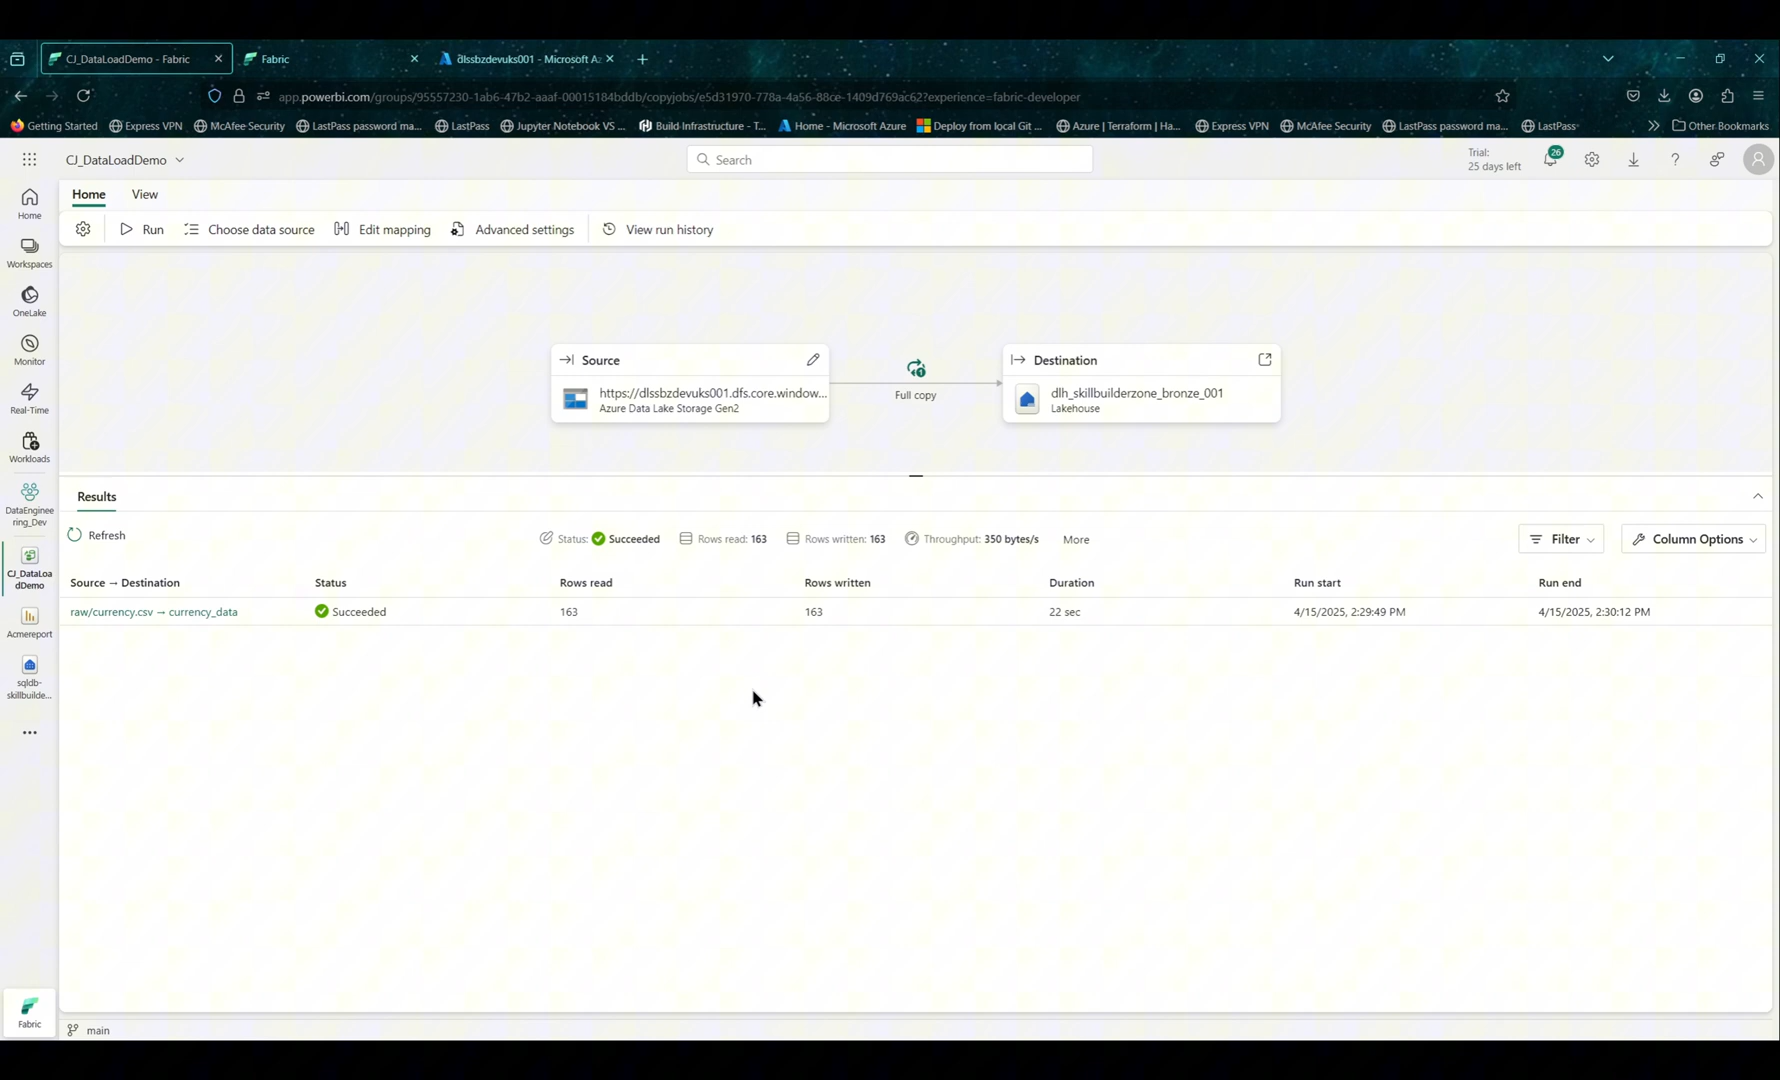 CJ_DataLoadDemo - Fabric
Fabric
dlssbzdevuks001 - Microsoft Az
app.powerbi.com/groups/95557230-1ab6-47b2-aaaf-00015184bddb/copyjobs/e5d31970-778a-4a56-88ce-1409d769ac62?experience=fabric-developer
Getting Started
Express VPN
McAfee Security
LastPass password ma...
LastPass
Jupyter Notebook VS ...
Build Infrastructure - T...
Home - Microsoft Azure
Deploy from local Git ...
Azure | Terraform | Ha...
Express VPN
McAfee Security
LastPass password ma...
LastPass
Other Bookmarks
CJ_DataLoadDemo
Search
Trial:
25 days left
26
Home
View
Run
Choose data source
Edit mapping
Advanced settings
View run history
Home
Workspaces
OneLake
Monitor
Real-Time
Workloads
DataEnginee
ring_Dev
CJ_DataLoa
dDemo
Acmereport
sqldb-
skillbuilde...
Fabric
Source
https://dlssbzdevuks001.dfs.core.window...
Azure Data Lake Storage Gen2
1
Full copy
Destination
dlh_skillbuilderzone_bronze_001
Lakehouse
Results
Refresh
Status: Succeeded
Rows read: 163
Rows written: 163
Throughput: 350 bytes/s
More
Filter
Column Options
Source → Destination Status Rows read Rows written Duration Run start Run end
raw/currency.csv → currency_data Succeeded 163 163 22 sec 4/15/2025, 2:29:49 PM 4/15/2025, 2:30:12 PM
main